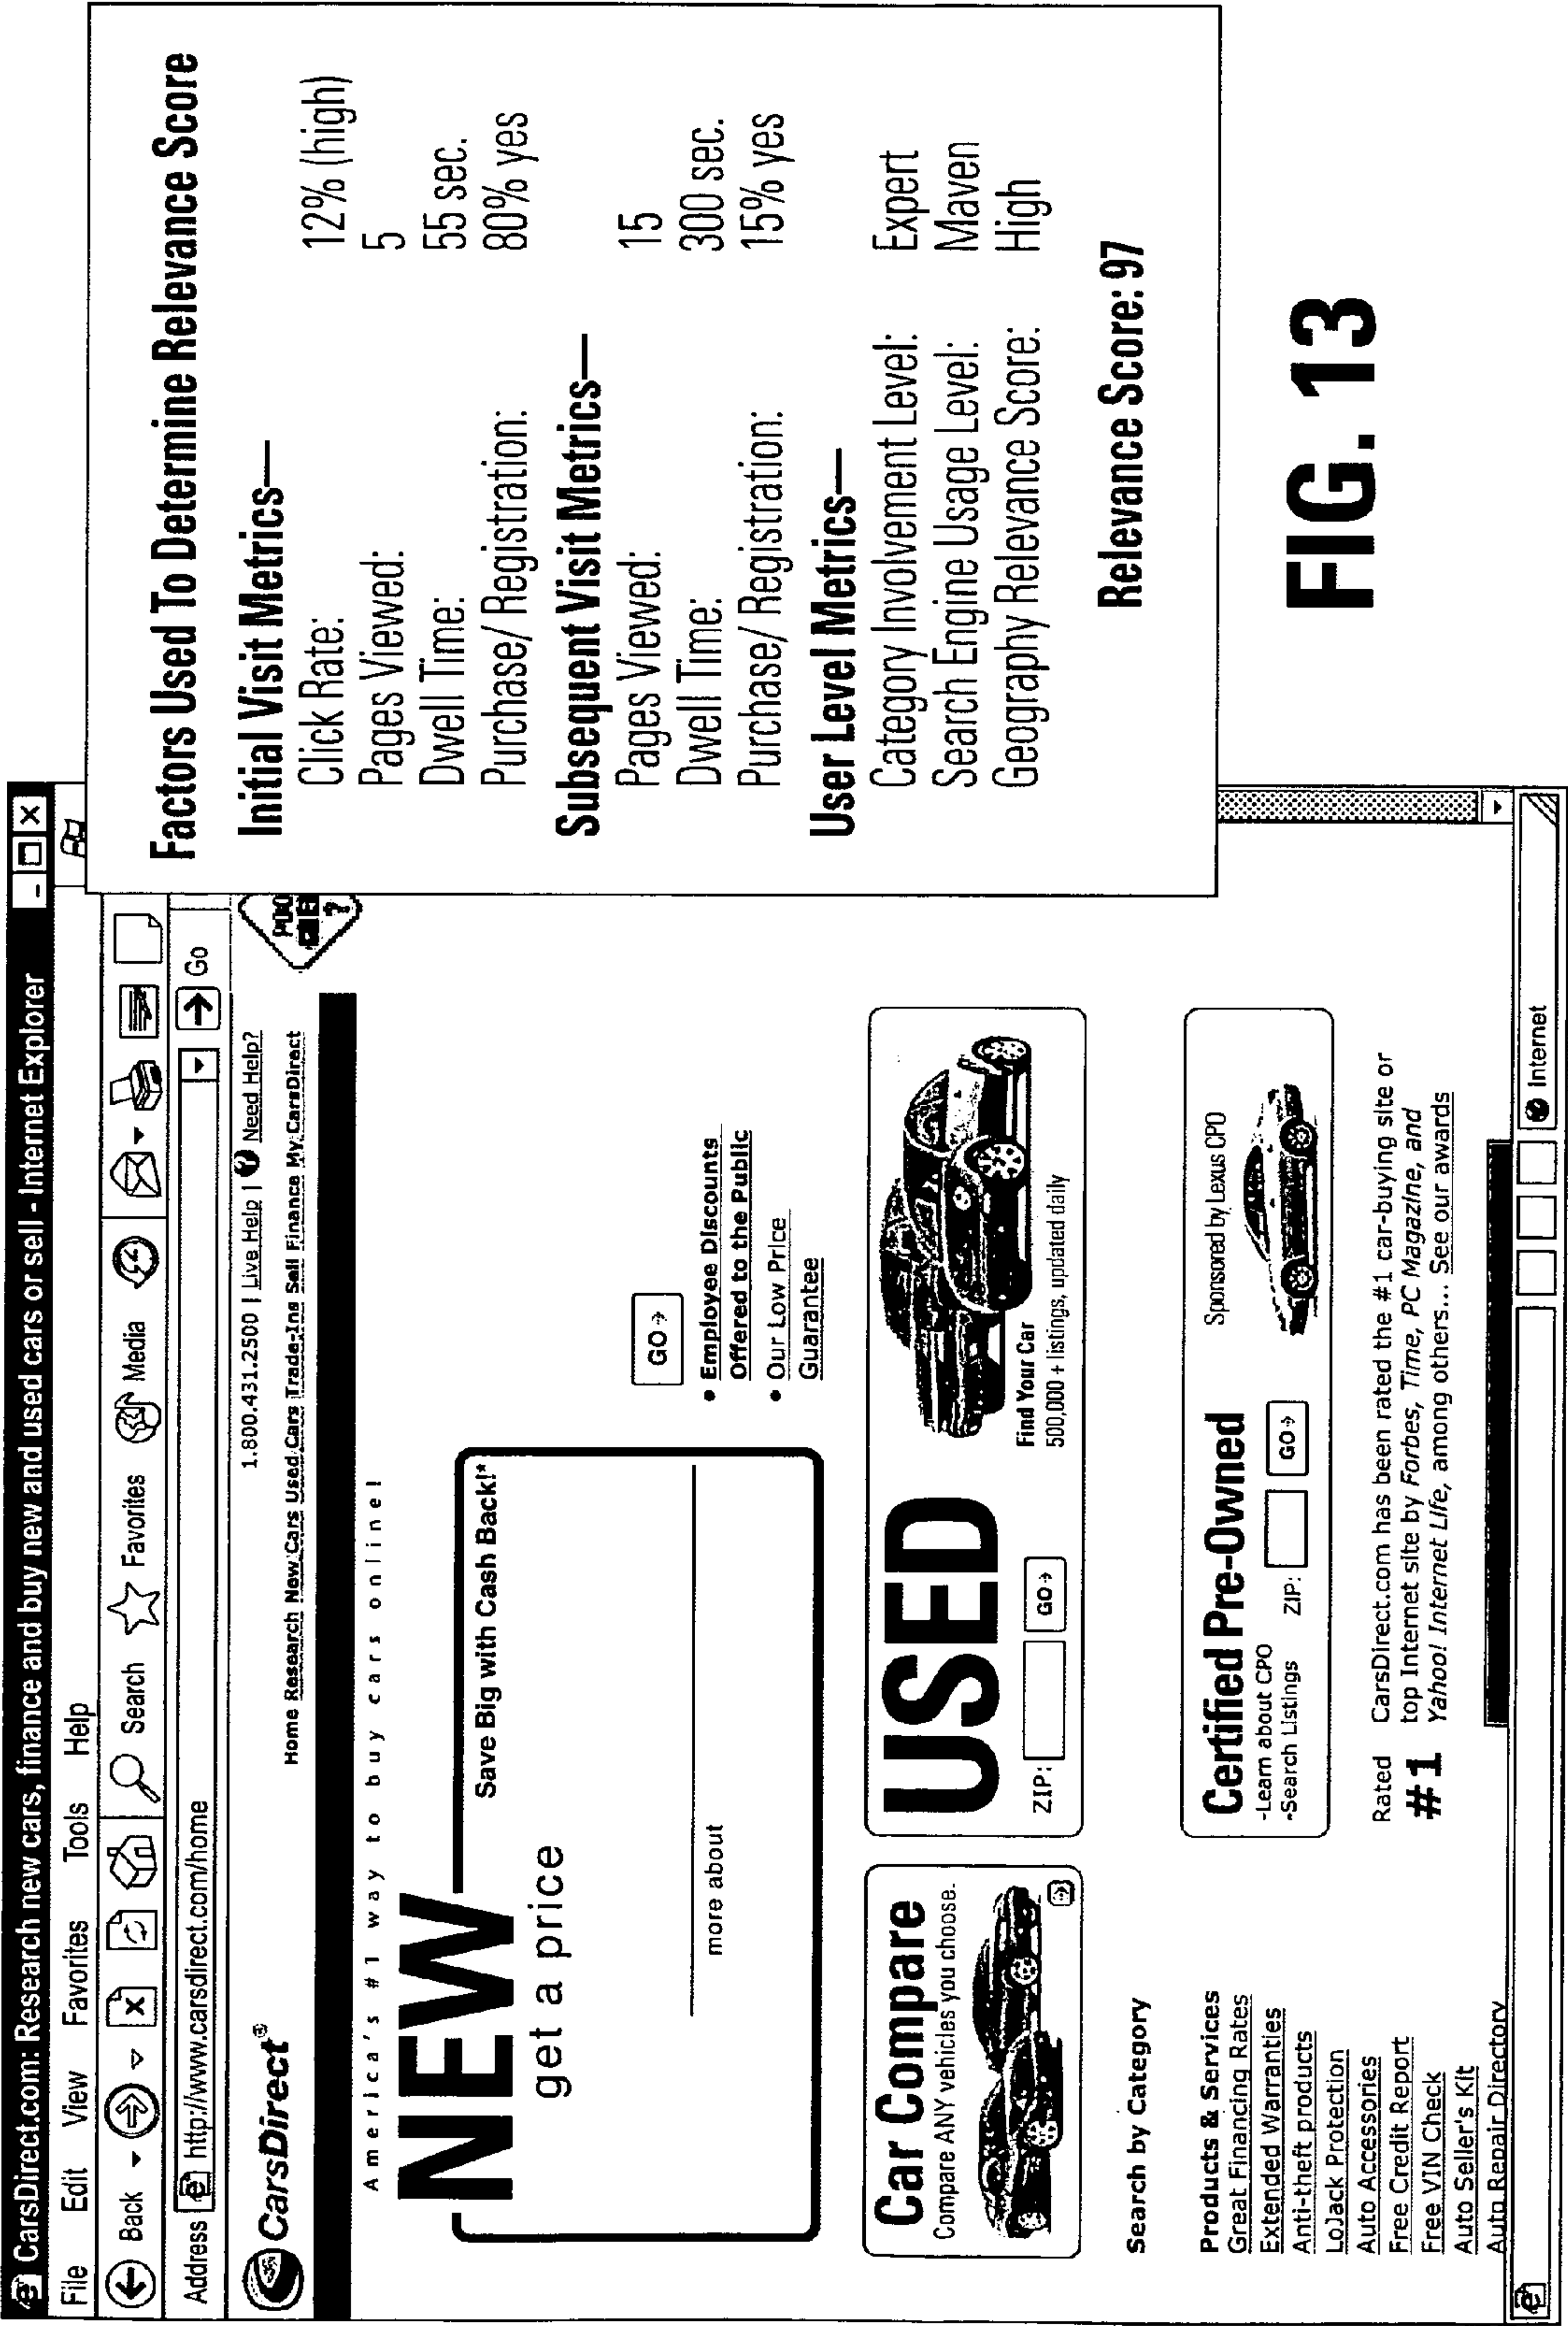 CarsDirect.com: Research new cars, finance and buy new and used cars or sell - Internet Explorer
File Edit View Favorites Tools Help
Back Search Favorites Media
Address http://www.carsdirect.com/home Go
CarsDirect®
1.800.431.2500 | Live Help | Need Help?
Home Research New Cars Used Cars Trade-Ins Sell Finance My CarsDirect
America's #1 way to buy cars online!
NEW
Save Big with Cash Back!*
get a price
GO
more about
• Employee Discounts
Offered to the Public
• Our Low Price
Guarantee
Car Compare
Compare ANY vehicles you choose.
USED
ZIP: GO
Find Your Car
500,000 + listings, updated daily
Search by Category
Products & Services
Great Financing Rates
Extended Warranties
Anti-theft products
LoJack Protection
Auto Accessories
Free Credit Report
Free VIN Check
Auto Seller's Kit
Auto Repair Directory
Certified Pre-Owned
Sponsored by Lexus CPO
-Learn about CPO
-Search Listings
ZIP: GO
Rated
#1
CarsDirect.com has been rated the #1 car-buying site or
top Internet site by Forbes, Time, PC Magazine, and
Yahoo! Internet Life, among others... See our awards
Internet
Factors Used To Determine Relevance Score
Initial Visit Metrics—
Click Rate: 12% (high)
Pages Viewed: 5
Dwell Time: 55 sec.
Purchase/ Registration: 80% yes
Subsequent Visit Metrics—
Pages Viewed: 15
Dwell Time: 300 sec.
Purchase/ Registration: 15% yes
User Level Metrics—
Category Involvement Level: Expert
Search Engine Usage Level: Maven
Geography Relevance Score: High
Relevance Score: 97
FIG. 13